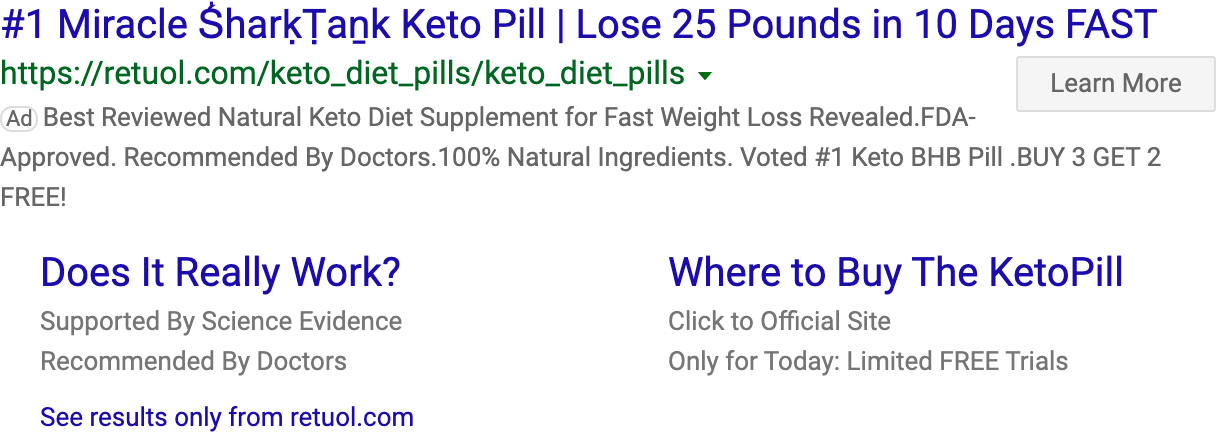 #1 Miracle ṠharḳṬaṉk Keto Pill | Lose 25 Pounds in 10 Days FAST
https://retuol.com/keto_diet_pills/keto_diet_pills
Learn More
Ad Best Reviewed Natural Keto Diet Supplement for Fast Weight Loss Revealed.FDA-
Approved. Recommended By Doctors.100% Natural Ingredients. Voted #1 Keto BHB Pill .BUY 3 GET 2
FREE!
Does It Really Work?
Supported By Science Evidence
Recommended By Doctors
Where to Buy The KetoPill
Click to Official Site
Only for Today: Limited FREE Trials
See results only from retuol.com